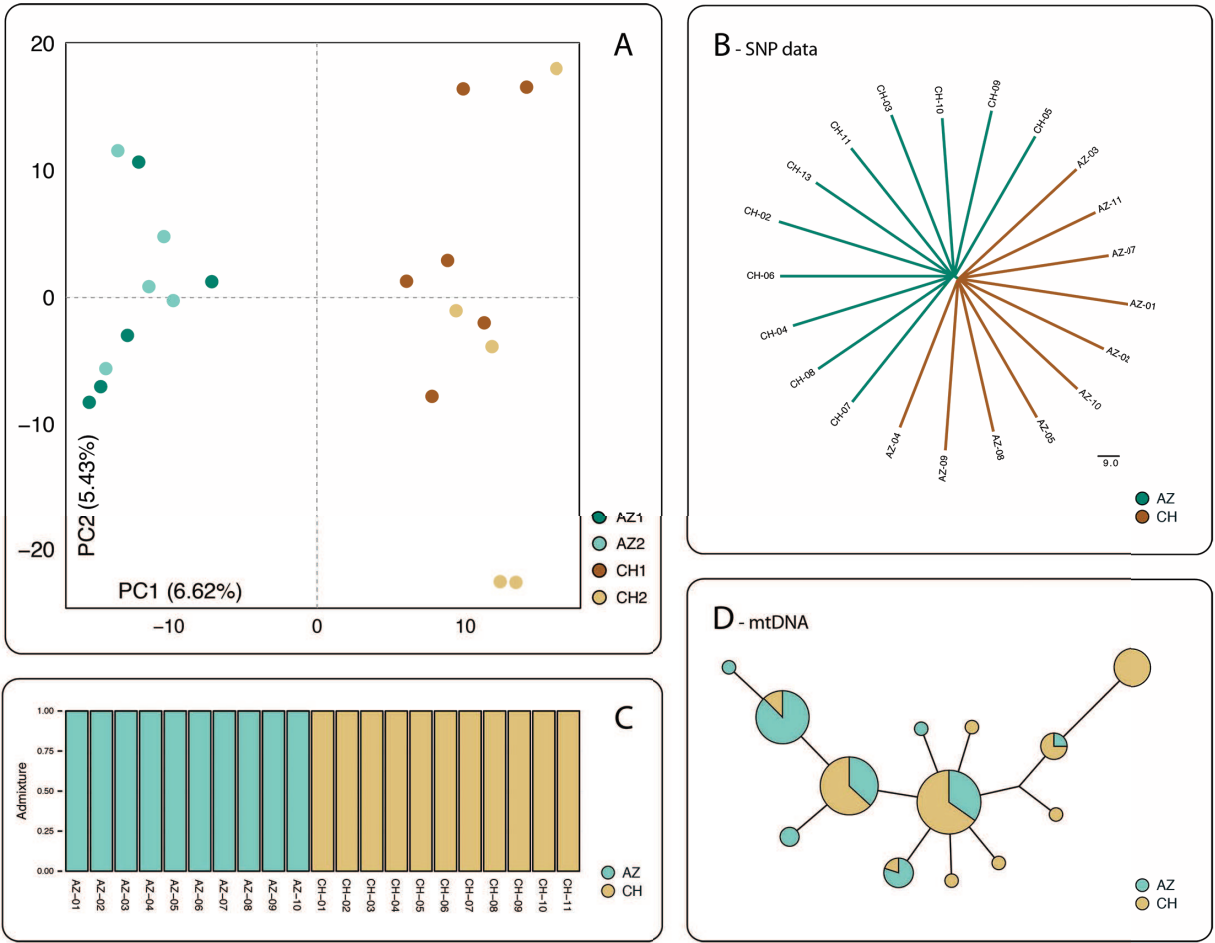 A
20
10
0
−10
−20
PC2 (5.43%)
PC1 (6.62%)
−10
0
10
AZ1
AZ2
CH1
CH2
B - SNP data
CH-09
CH-10
CH-03
CH-05
CH-11
AZ-03
CH-13
AZ-11
CH-02
AZ-07
CH-06
AZ-01
CH-04
CH-08
AZ-10
CH-07
AZ-05
AZ-04
AZ-08
AZ-09
9.0
AZ
CH
C
1.00
0.75
0.50
0.25
0.00
Admixture
AZ−01
AZ−02
AZ−03
AZ−04
AZ−05
AZ−06
AZ−07
AZ−08
AZ−09
AZ−10
CH−01
CH−02
CH−03
CH−04
CH−05
CH−06
CH−07
CH−08
CH−09
CH−10
CH−11
AZ
CH
D - mtDNA
AZ
CH